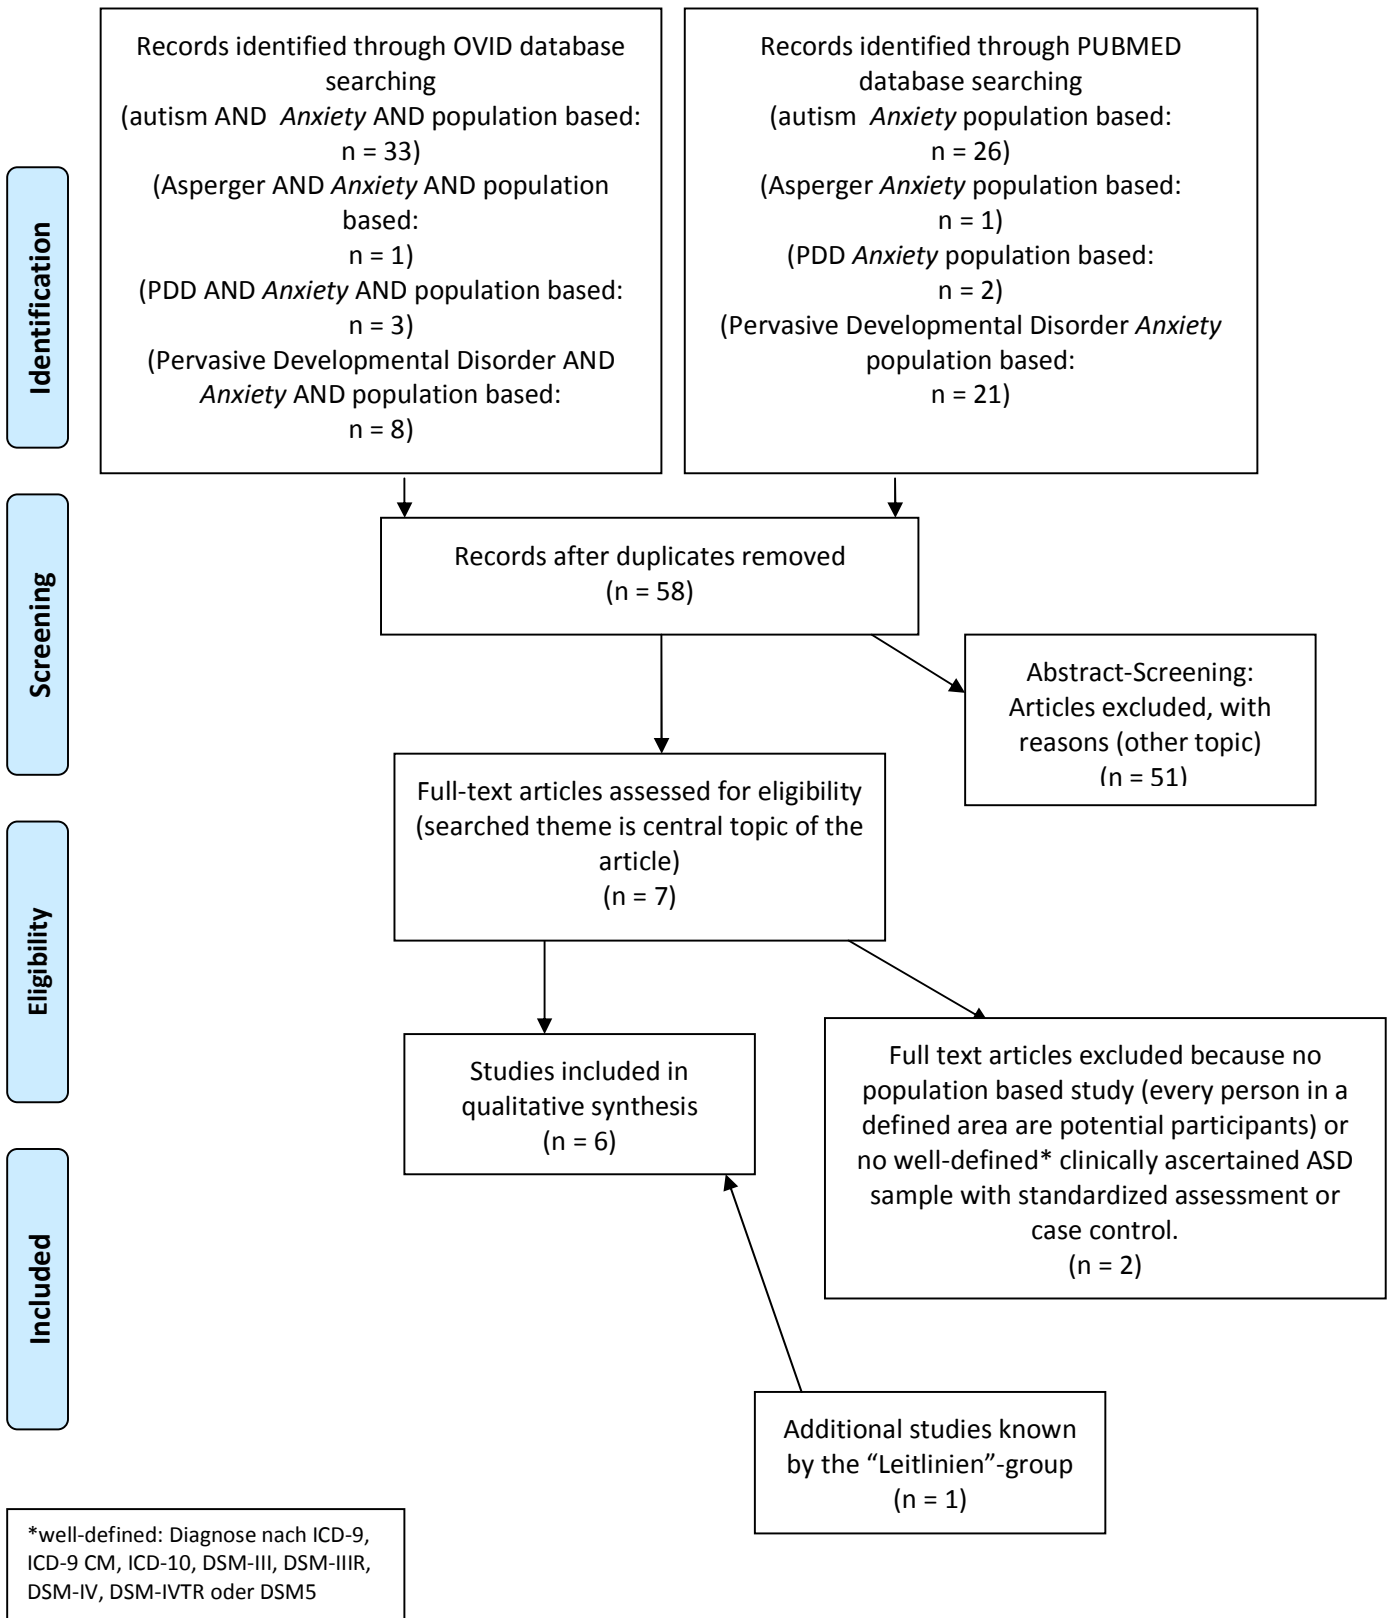 Records identified through OVID database
searching
(autism AND Anxiety AND population based:
n = 33)
(Asperger AND Anxiety AND population
based:
n = 1)
(PDD AND Anxiety AND population based:
n = 3)
(Pervasive Developmental Disorder AND
Anxiety AND population based:
n = 8)
Records identified through PUBMED
database searching
(autism Anxiety population based:
n = 26)
(Asperger Anxiety population based:
n = 1)
(PDD Anxiety population based:
n = 2)
(Pervasive Developmental Disorder Anxiety
population based:
n = 21)
Identification
Records after duplicates removed
(n = 58)
Screening
Abstract-Screening:
Articles excluded, with
reasons (other topic)
(n = 51)
Full-text articles assessed for eligibility
(searched theme is central topic of the
article)
(n = 7)
Eligibility
Studies included in
qualitative synthesis
(n = 6)
Full text articles excluded because no
population based study (every person in a
defined area are potential participants) or
no well-defined* clinically ascertained ASD
sample with standardized assessment or
case control.
(n = 2)
Included
Additional studies known
by the “Leitlinien”-group
(n = 1)
*well-defined: Diagnose nach ICD-9,
ICD-9 CM, ICD-10, DSM-III, DSM-IIIR,
DSM-IV, DSM-IVTR oder DSM5